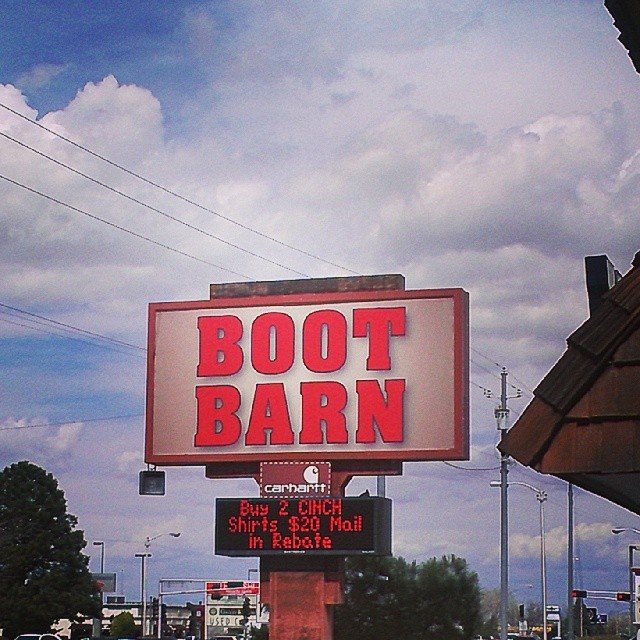 BOOT
BARN
carhartt
Buy 2 CINCH
Shirts $20 Mail
in Rebate
USED C